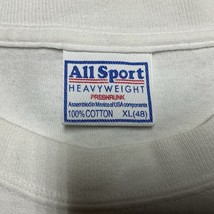 All Sport
HEAVYWEIGHT
PRESHRUNK
Assembled in Mexico of USA components
100% COTTON XL(48)